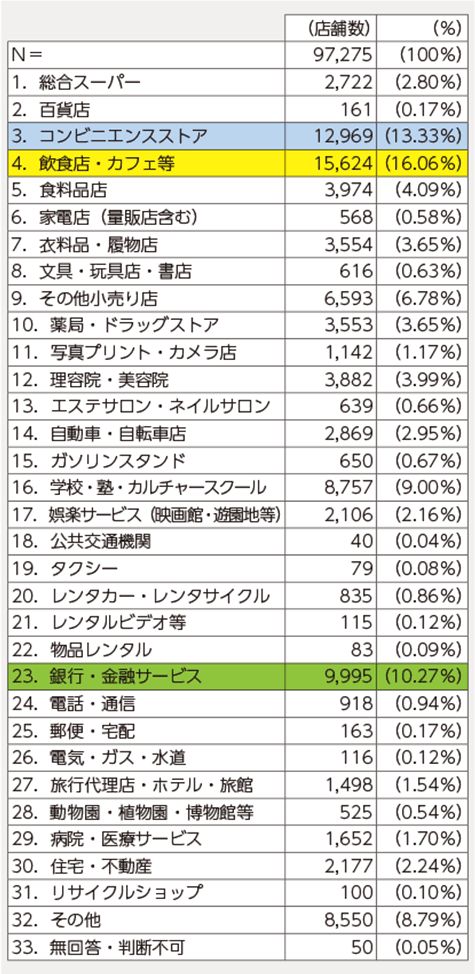 （店舗数） （％）
N＝ 97,275 （100％）
1. 総合スーパー 2,722 （2.80％）
2. 百貨店 161 （0.17％）
3. コンビニエンスストア 12,969 （13.33％）
4. 飲食店・カフェ等 15,624 （16.06％）
5. 食料品店 3,974 （4.09％）
6. 家電店（量販店含む） 568 （0.58％）
7. 衣料品・履物店 3,554 （3.65％）
8. 文具・玩具店・書店 616 （0.63％）
9. その他小売り店 6,593 （6.78％）
10. 薬局・ドラッグストア 3,553 （3.65％）
11. 写真プリント・カメラ店 1,142 （1.17％）
12. 理容院・美容院 3,882 （3.99％）
13. エステサロン・ネイルサロン 639 （0.66％）
14. 自動車・自転車店 2,869 （2.95％）
15. ガソリンスタンド 650 （0.67％）
16. 学校・塾・カルチャースクール 8,757 （9.00％）
17. 娯楽サービス（映画館・遊園地等） 2,106 （2.16％）
18. 公共交通機関 40 （0.04％）
19. タクシー 79 （0.08％）
20. レンタカー・レンタサイクル 835 （0.86％）
21. レンタルビデオ等 115 （0.12％）
22. 物品レンタル 83 （0.09％）
23. 銀行・金融サービス 9,995 （10.27％）
24. 電話・通信 918 （0.94％）
25. 郵便・宅配 163 （0.17％）
26. 電気・ガス・水道 116 （0.12％）
27. 旅行代理店・ホテル・旅館 1,498 （1.54％）
28. 動物園・植物園・博物館等 525 （0.54％）
29. 病院・医療サービス 1,652 （1.70％）
30. 住宅・不動産 2,177 （2.24％）
31. リサイクルショップ 100 （0.10％）
32. その他 8,550 （8.79％）
33. 無回答・判断不可 50 （0.05％）